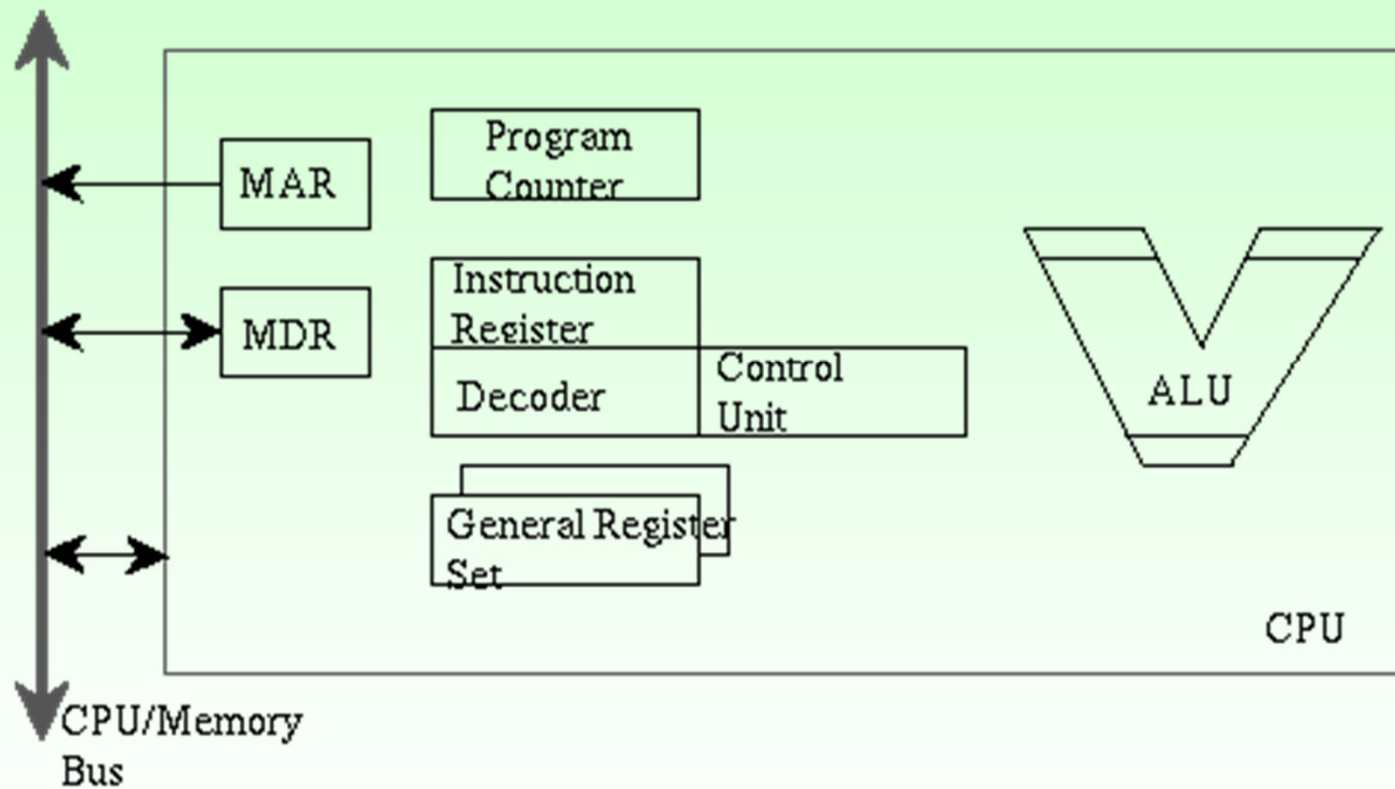 MAR
Program
Counter
MDR
Instruction
Register
Decoder
Control
Unit
ALU
General Register
Set
CPU
CPU/Memory
Bus